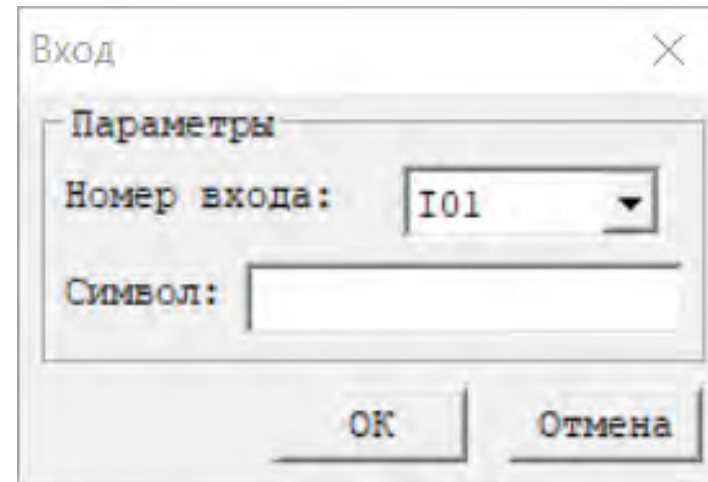 Вход
Параметры
Номер входа: I01
Символ:
OK Отмена